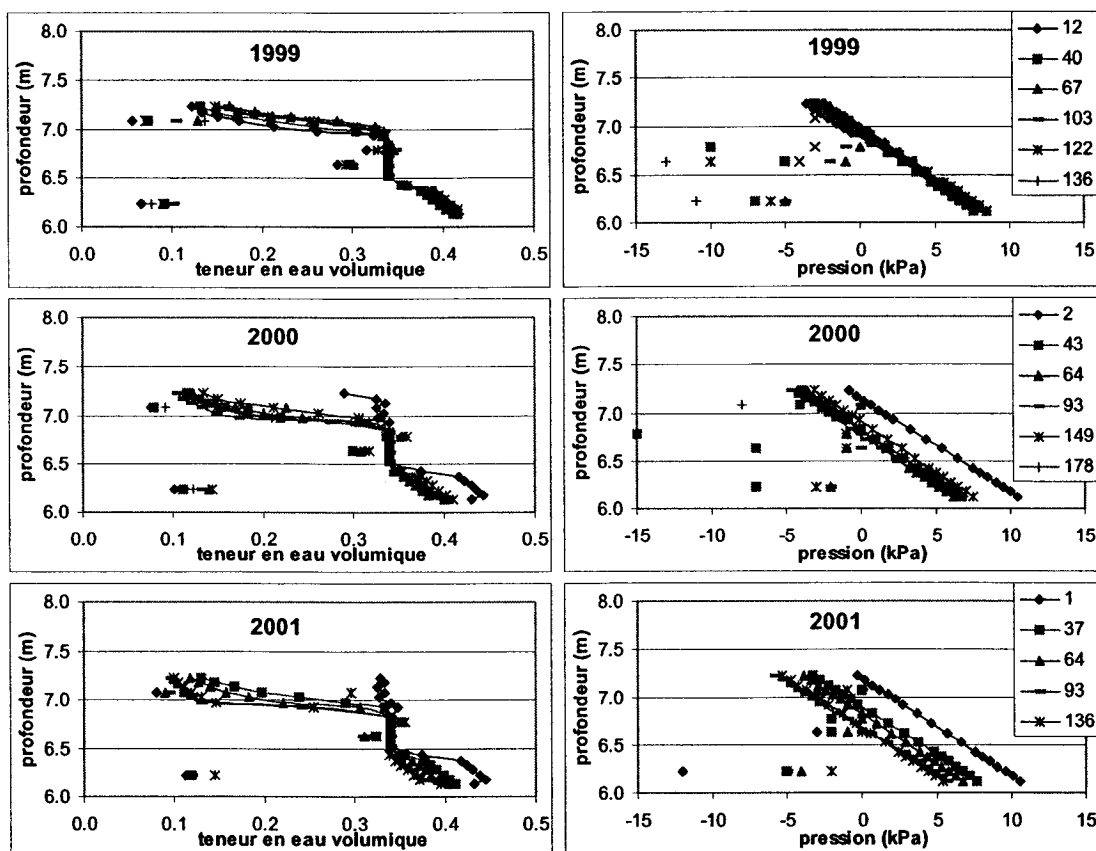 1999
profondeur (m)
8.0
7.5
7.0
6.5
6.0
0.0 0.1 0.2 0.3 0.4 0.5
teneur en eau volumique
1999
profondeur (m)
8.0
7.5
7.0
6.5
6.0
-15 -10 -5 0 5 10 15
pression (kPa)
12
40
67
103
122
136
2000
profondeur (m)
8.0
7.5
7.0
6.5
6.0
0.0 0.1 0.2 0.3 0.4 0.5
teneur en eau volumique
2000
profondeur (m)
8.0
7.5
7.0
6.5
6.0
-15 -10 -5 0 5 10 15
pression (kPa)
2
43
64
93
149
178
2001
profondeur (m)
8.0
7.5
7.0
6.5
6.0
0.0 0.1 0.2 0.3 0.4 0.5
teneur en eau volumique
2001
profondeur (m)
8.0
7.5
7.0
6.5
6.0
-15 -10 -5 0 5 10 15
pression (kPa)
1
37
64
93
136